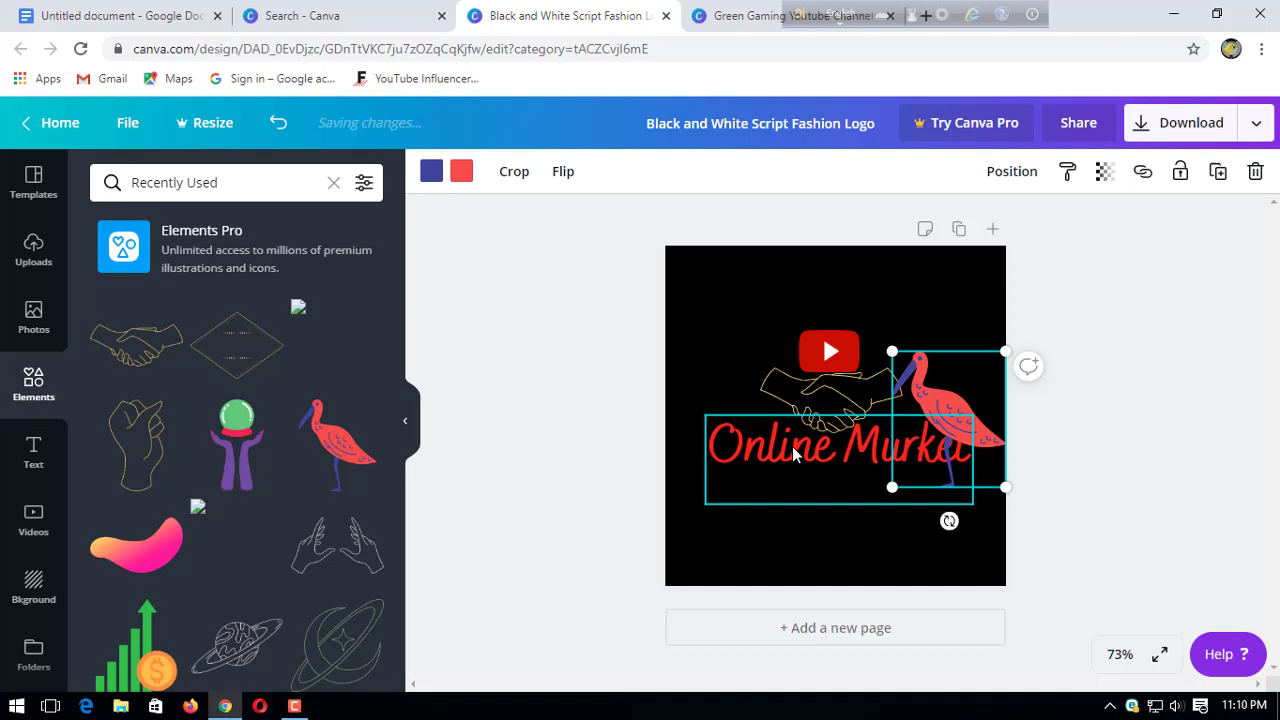 Untitled document - Google Doc
Search - Canva
Black and White Script Fashion L
Green Gaming Youtube Channel
English
canva.com/design/DAD_0EvDjzc/GDnTtVKC7ju7zOZqCqKjfw/edit?category=tACZCvjI6mE
Apps
Gmail
Maps
Sign in – Google ac...
YouTube Influencer...
Home
File
Resize
Saving changes...
Black and White Script Fashion Logo
Try Canva Pro
Share
Download
Templates
Uploads
Photos
Elements
Text
Videos
Bkground
Folders
Recently Used
Elements Pro
Unlimited access to millions of premium
illustrations and icons.
Crop
Flip
Position
Online Murket
+ Add a new page
73%
Help ?
11:10 PM